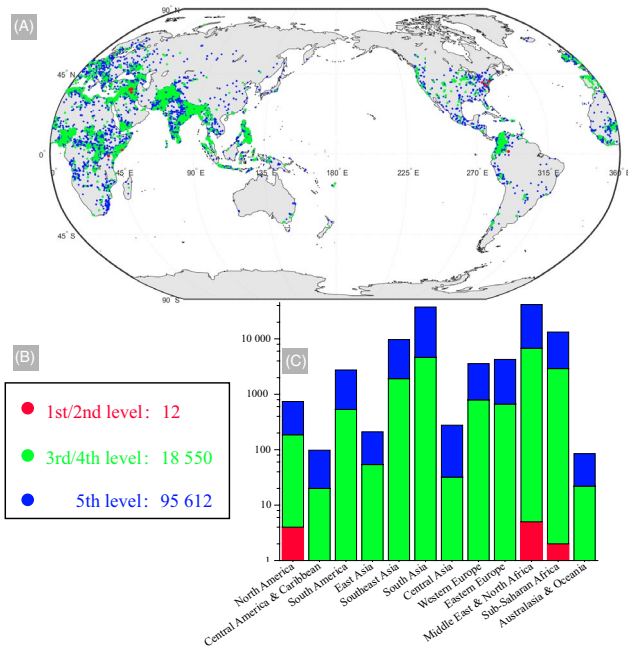 (A)
90° N
45° N
0°
0
45 E
90° E
135° E
180° E
225° E
270° E
315° E
360° E
45° S
90° S
(B)
1st/2nd level: 12
3rd/4th level: 18 550
5th level: 95 612
(C)
10 000
1000
100
10
1
North America
Central America & Caribbean
South America
East Asia
Southeast Asia
South Asia
Central Asia
Western Europe
Eastern Europe
Middle East & North Africa
Sub-Saharan Africa
Australasia & Oceania